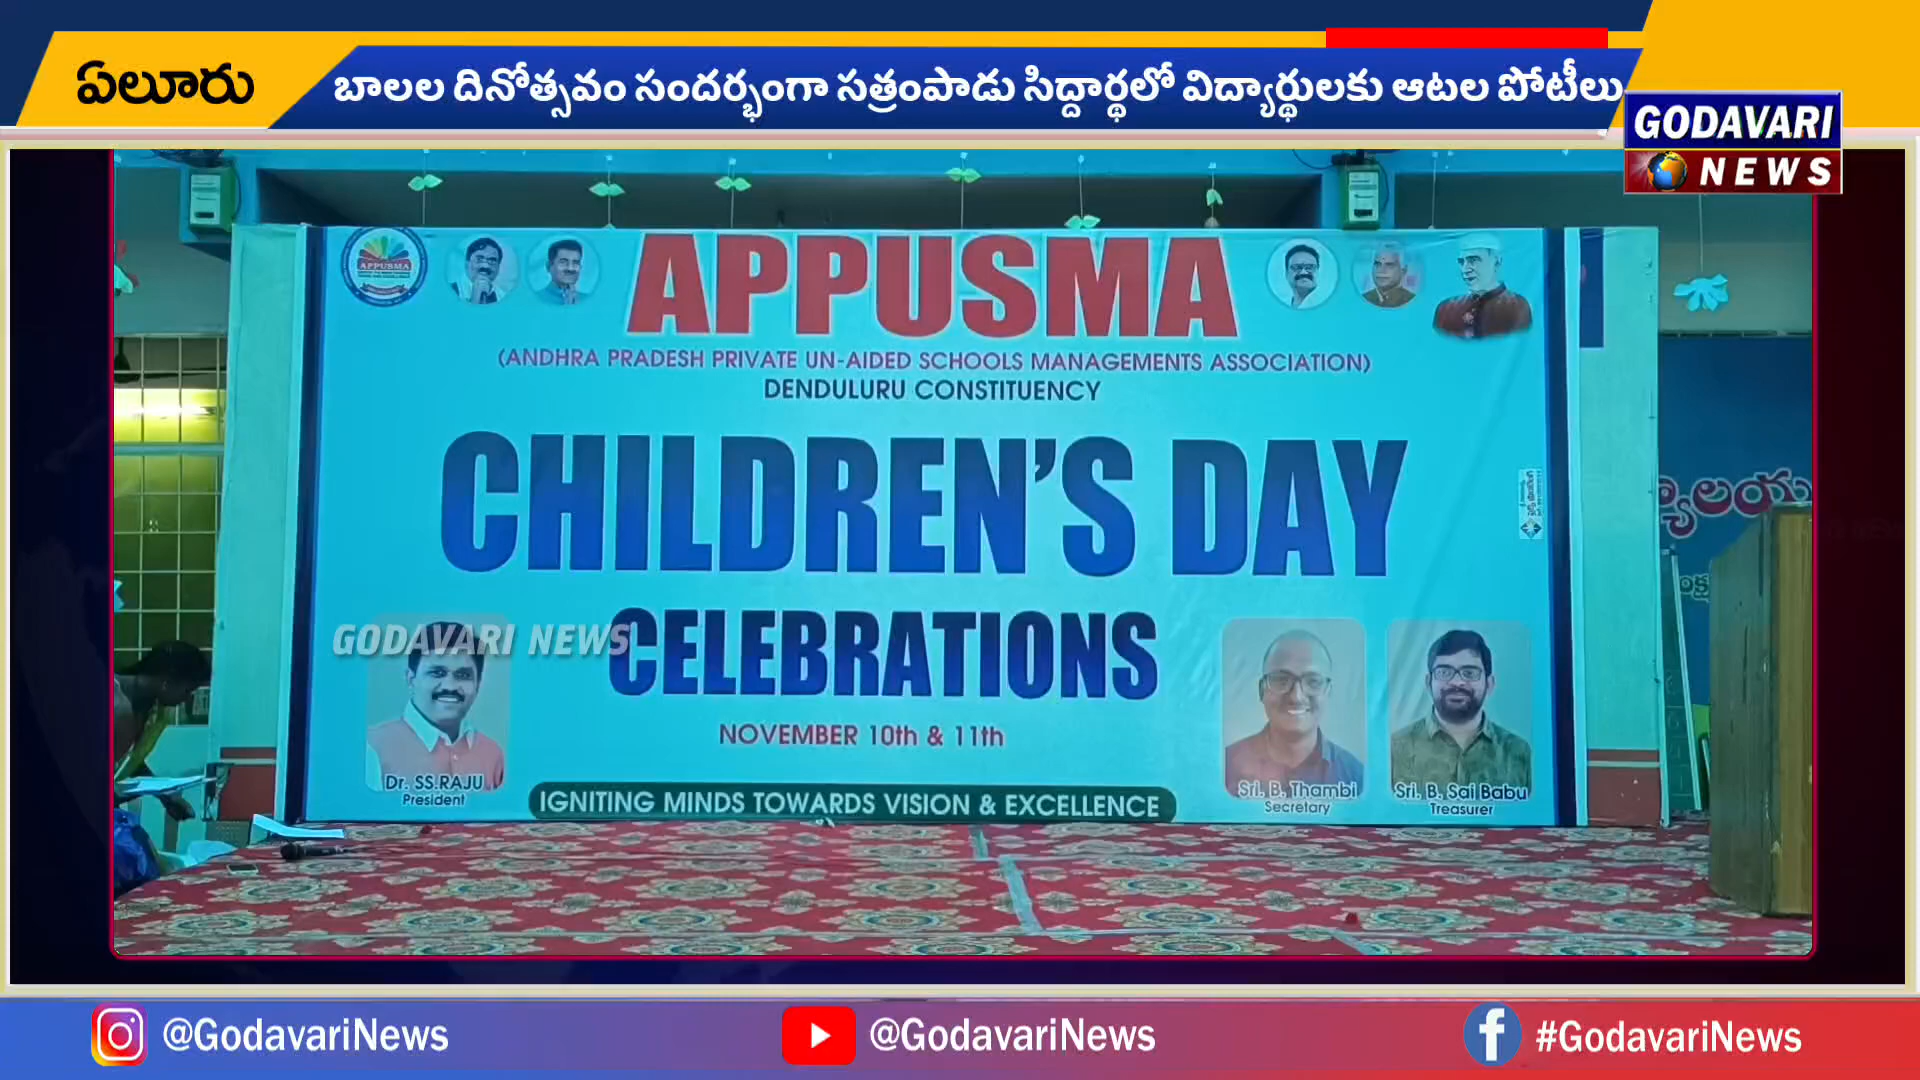 ఏలూరు
బాలల దినోత్సవం సందర్భంగా సత్రంపాడు సిద్దార్థలో విద్యార్థులకు ఆటల పోటీలు
GODAVARI
NEWS
APPUSMA
APPUSMA
(ANDHRA PRADESH PRIVATE UN-AIDED SCHOOLS MANAGEMENTS ASSOCIATION)
DENDULURU CONSTITUENCY
CHILDREN'S DAY
CELEBRATIONS
GODAVARI NEWS
NOVEMBER 10th & 11th
Dr. SS.RAJU
President
Sri. B. Thambi
Secretary
Sri. B. Sai Babu
Treasurer
IGNITING MINDS TOWARDS VISION & EXCELLENCE
@GodavariNews
@GodavariNews
#GodavariNews